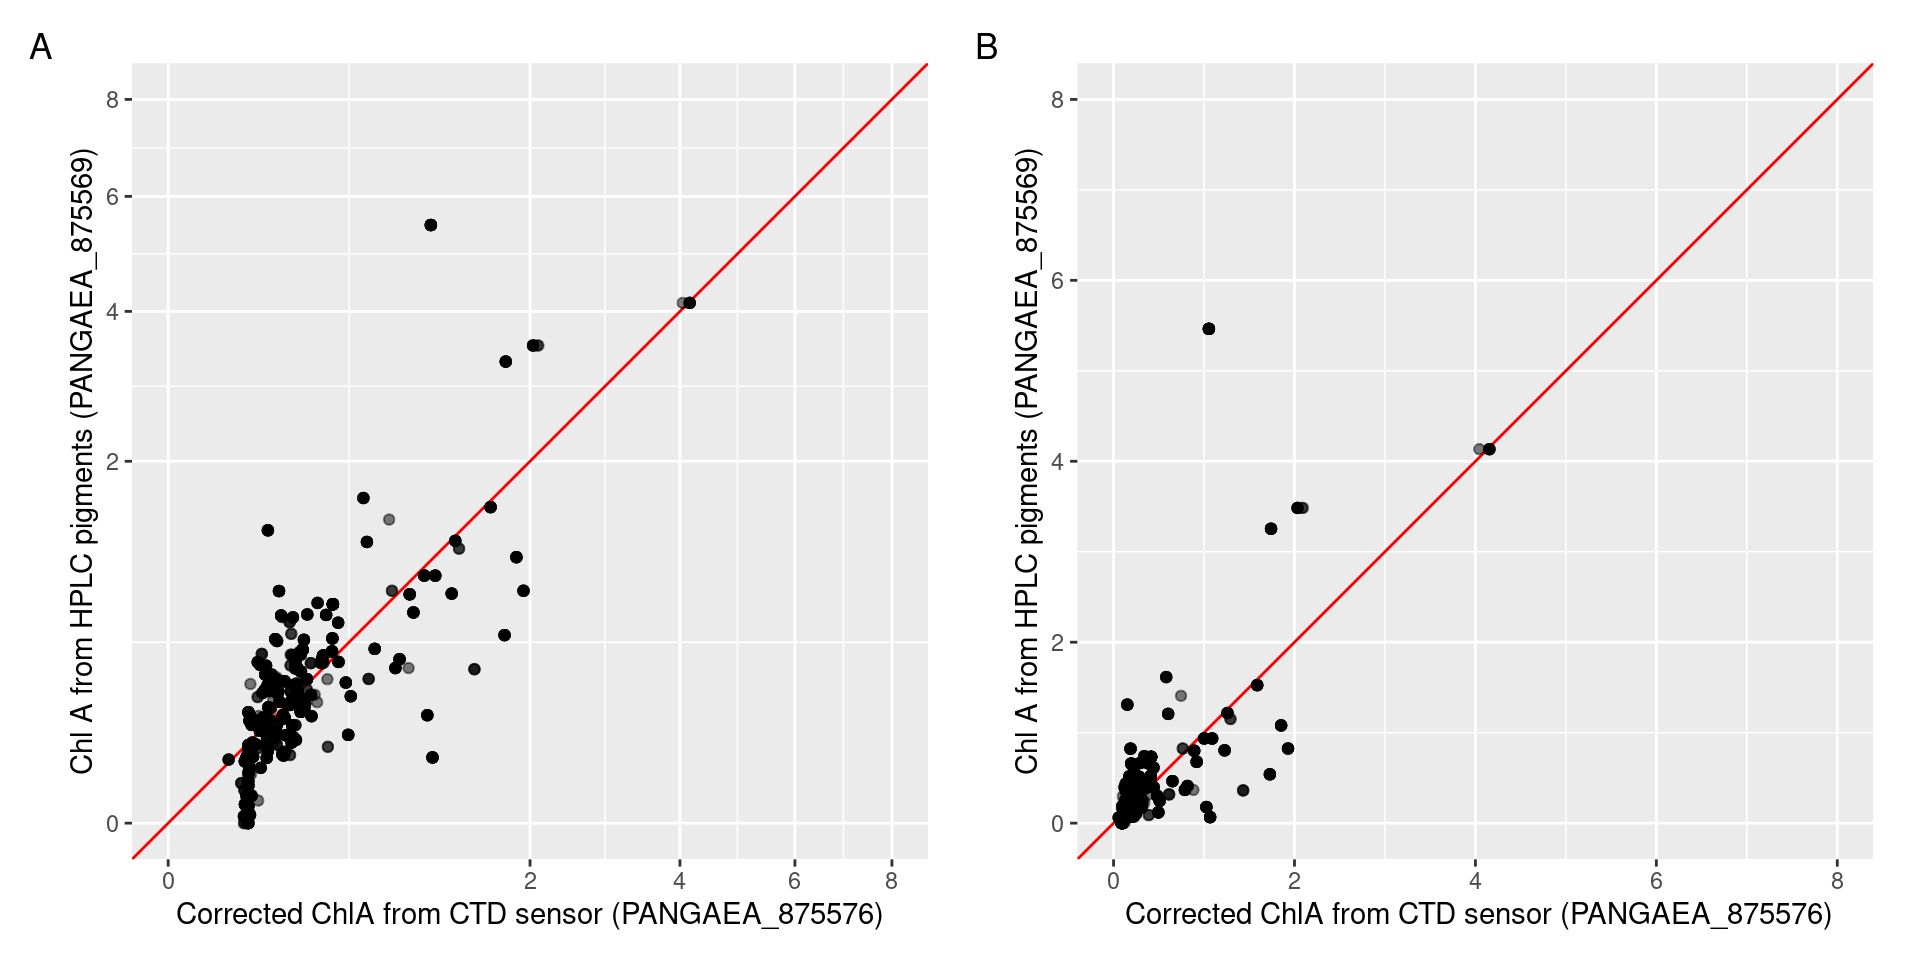 A
8
6
4
2
0
Chl A from HPLC pigments (PANGAEA_875569)
0 2 4 6 8
Corrected ChlA from CTD sensor (PANGAEA_875576)
B
8
6
4
2
0
Chl A from HPLC pigments (PANGAEA_875569)
0 2 4 6 8
Corrected ChlA from CTD sensor (PANGAEA_875576)